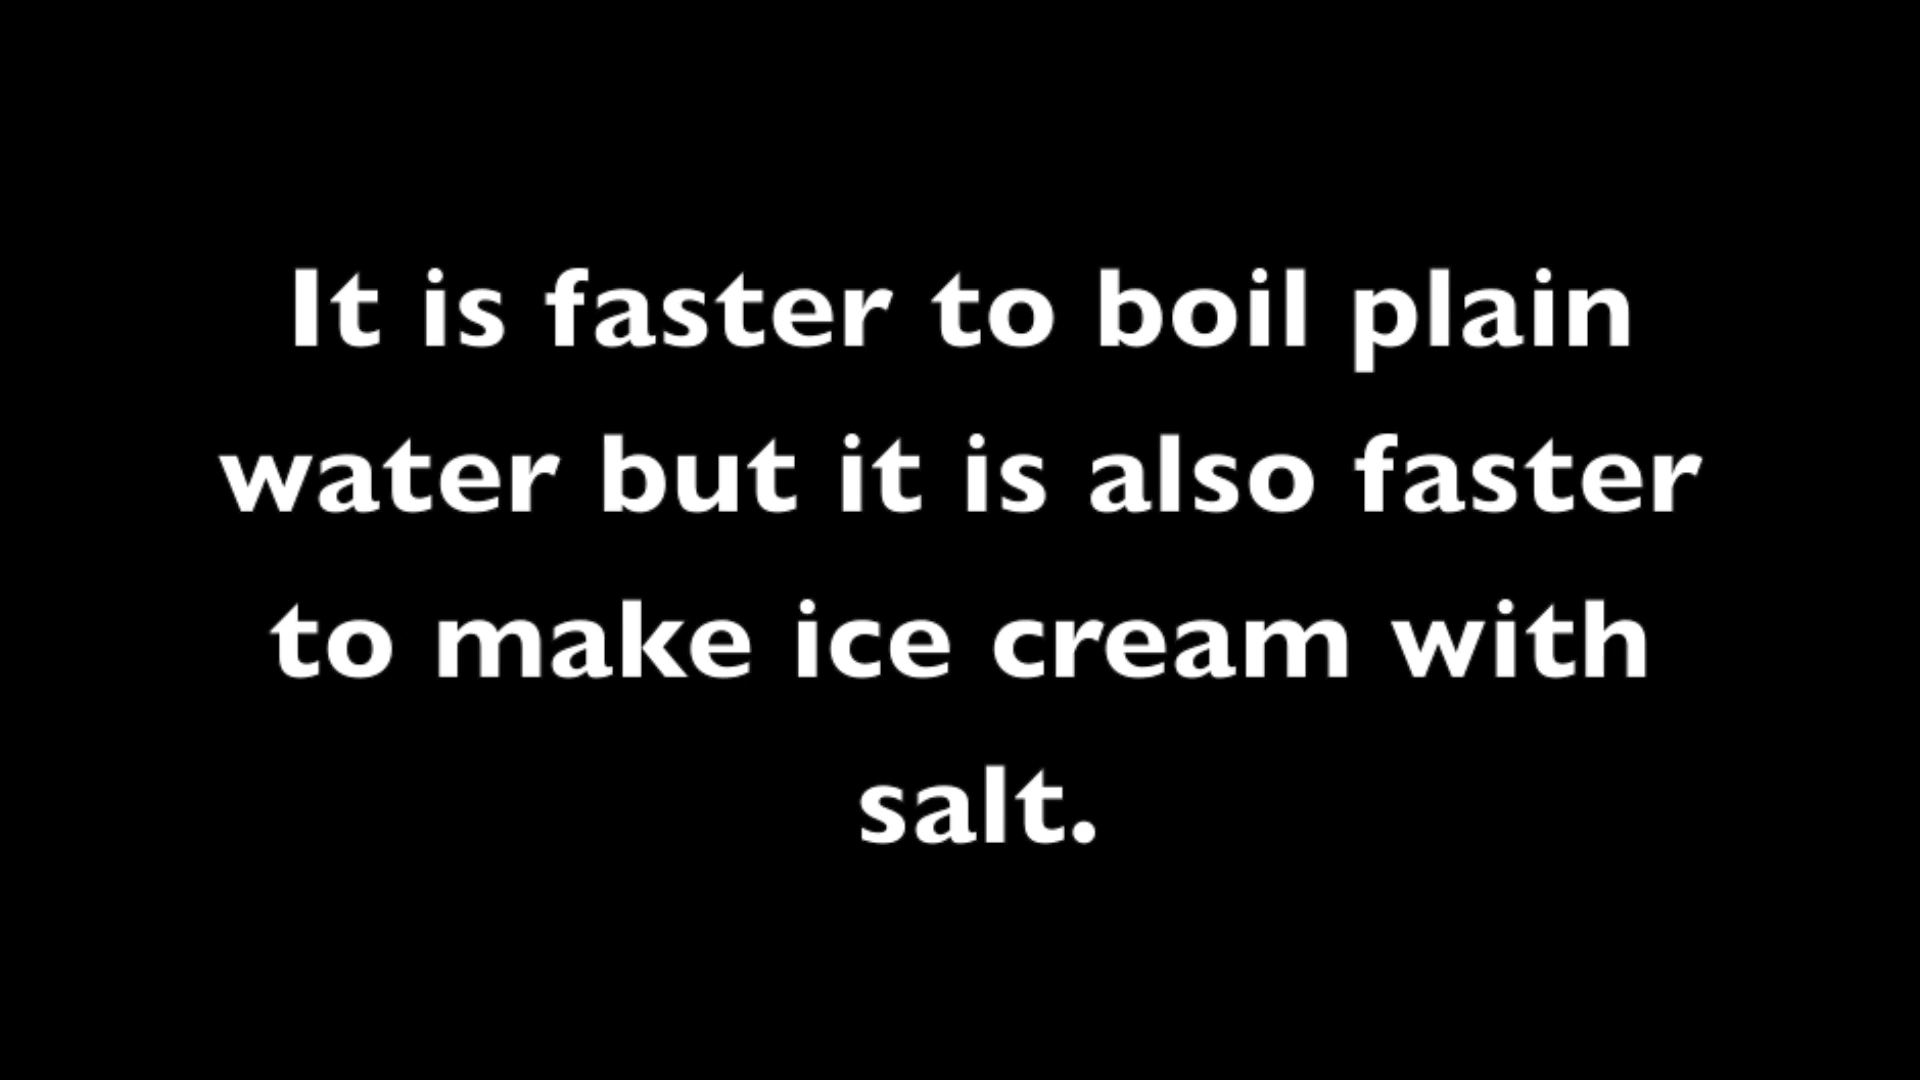 It is faster to boil plain
water but it is also faster
to make ice cream with
salt.